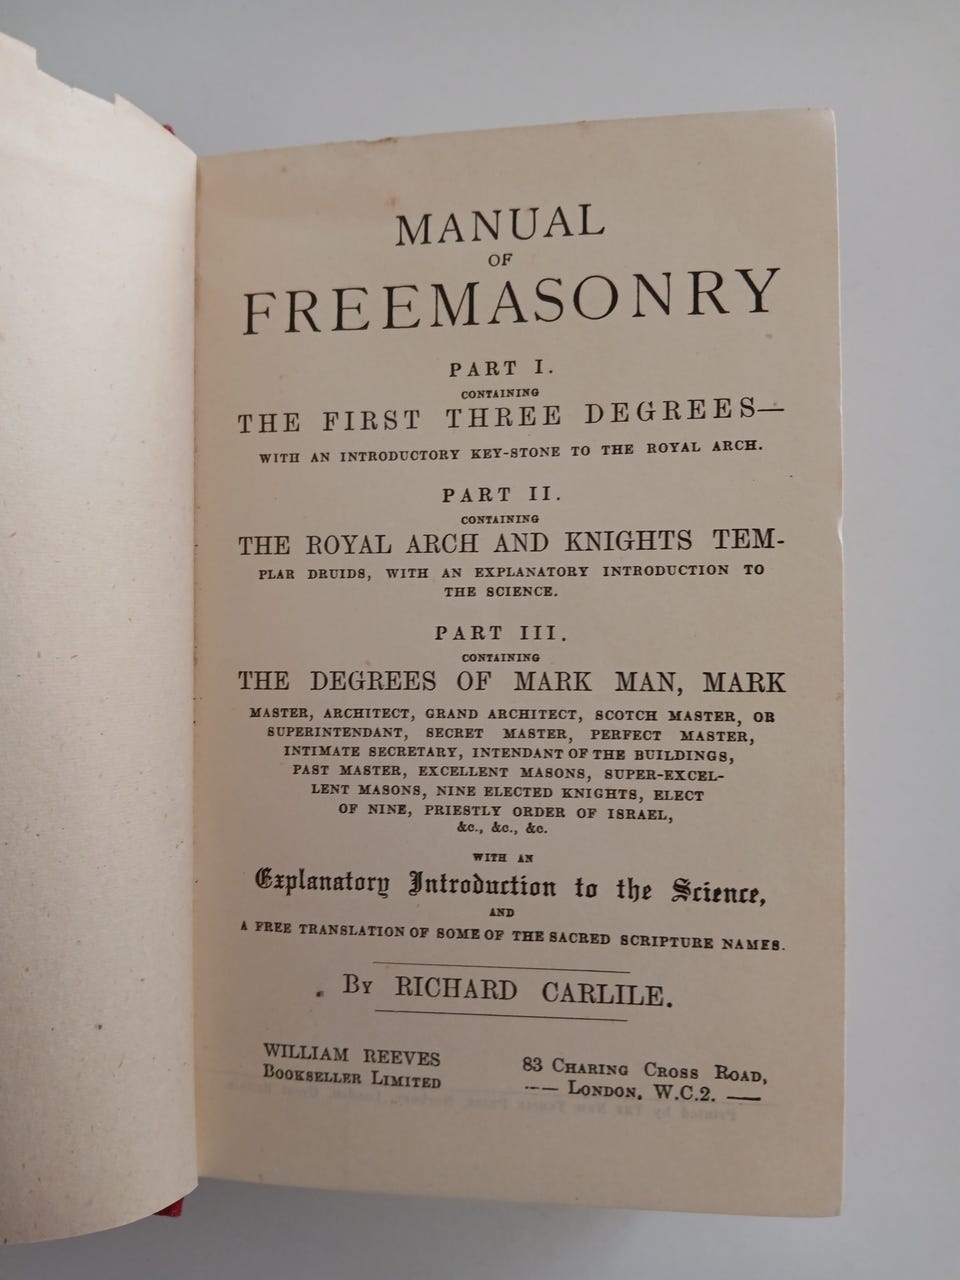 MANUAL
OF
FREEMASONRY
PART I.
CONTAINING
THE FIRST THREE DEGREES—
WITH AN INTRODUCTORY KEY-STONE TO THE ROYAL ARCH.
PART II.
CONTAINING
THE ROYAL ARCH AND KNIGHTS TEM-
PLAR DRUIDS, WITH AN EXPLANATORY INTRODUCTION TO
THE SCIENCE.
PART III.
CONTAINING
THE DEGREES OF MARK MAN, MARK
MASTER, ARCHITECT, GRAND ARCHITECT, SCOTCH MASTER, OR
SUPERINTENDANT, SECRET MASTER, PERFECT MASTER,
INTIMATE SECRETARY, INTENDANT OF THE BUILDINGS,
PAST MASTER, EXCELLENT MASONS, SUPER-EXCEL-
LENT MASONS, NINE ELECTED KNIGHTS, ELECT
OF NINE, PRIESTLY ORDER OF ISRAEL,
&c., &c., &c.
WITH AN
Explanatory Introduction to the Science,
AND
A FREE TRANSLATION OF SOME OF THE SACRED SCRIPTURE NAMES.
By RICHARD CARLILE.
WILLIAM REEVES
BOOKSELLER LIMITED
83 CHARING CROSS ROAD,
—— LONDON, W.C.2. ——